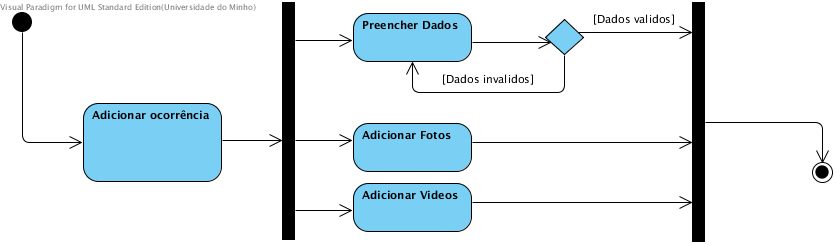 Visual Paradigm for UML Standard Edition(Universidade do Minho)
Preencher Dados
[Dados validos]
[Dados invalidos]
Adicionar ocorrência
Adicionar Fotos
Adicionar Videos